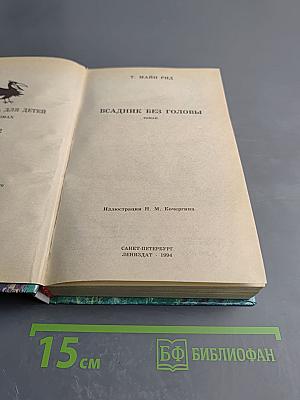 ДЛЯ ДЕТЕЙ
Т. МАЙН РИД
ВСАДНИК БЕЗ ГОЛОВЫ
РОМАН
Иллюстрации Н. М. Кочергина
САНКТ-ПЕТЕРБУРГ
ЛЕНИЗДАТ · 1994
15 см
БФ БИБЛИОФАН